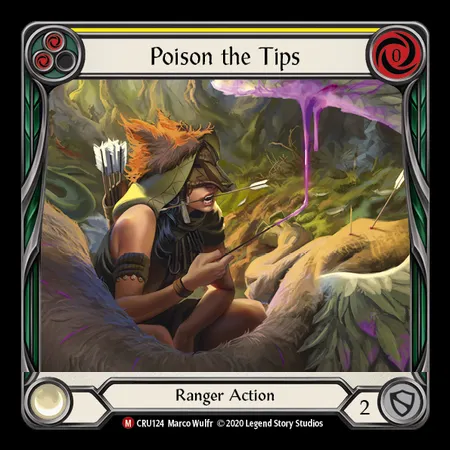 0
Poison the Tips
Ranger Action
2
M CRU124 Marco Wulfr © 2020 Legend Story Studios